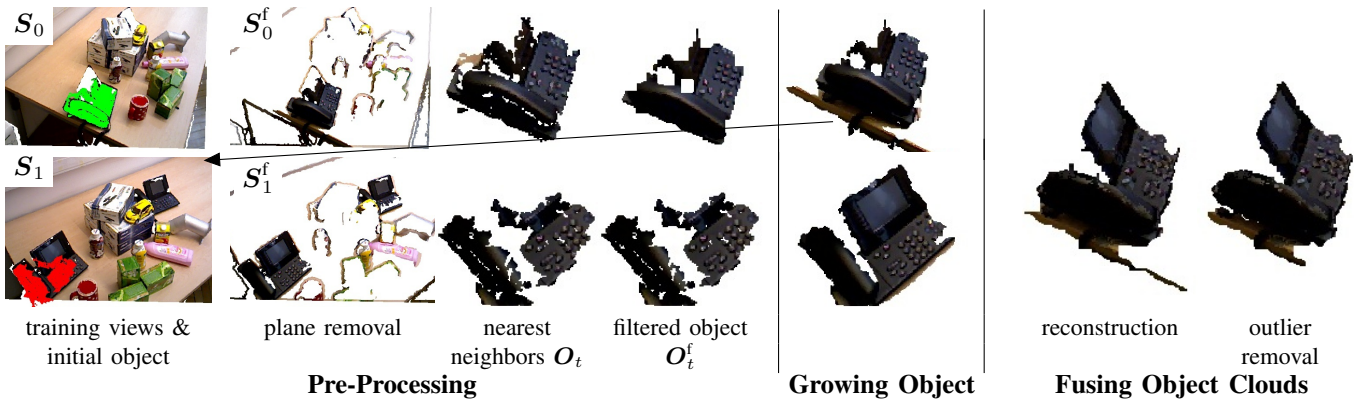 S₀
S₀ᶠ
S₁
S₁ᶠ
training views &
initial object
plane removal
nearest
neighbors Oₜ
filtered object
Oₜᶠ
reconstruction
outlier
removal
Pre-Processing
Growing Object
Fusing Object Clouds